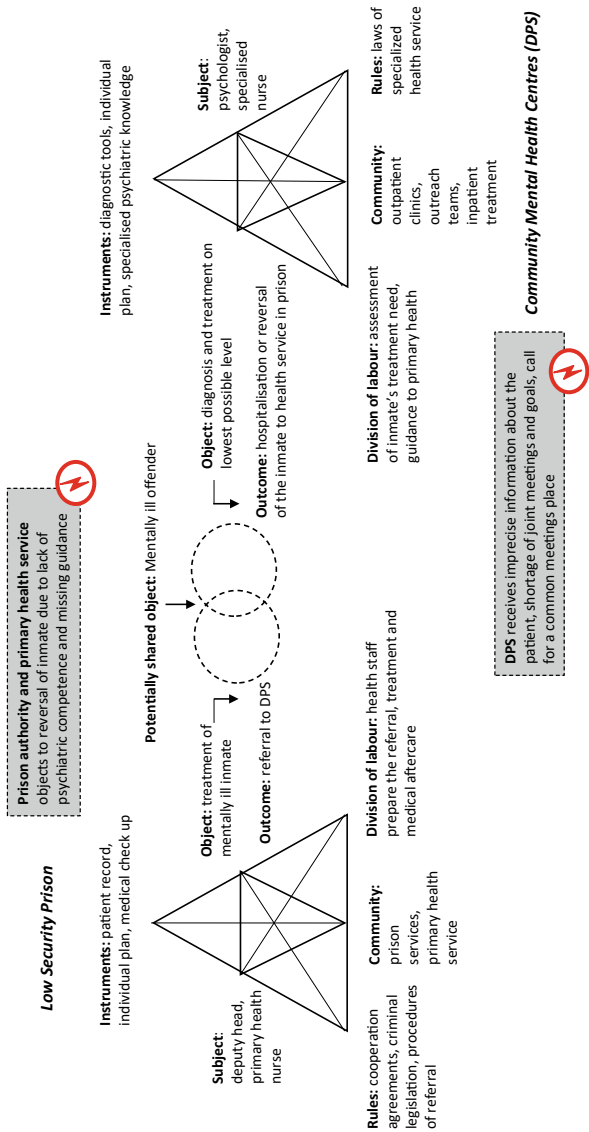 Low Security Prison
Prison authority and primary health service
objects to reversal of inmate due to lack of
psychiatric competence and missing guidance
Instruments: patient record,
individual plan, medical check up
Subject:
deputy head,
primary health
nurse
Rules: cooperation
agreements, criminal
legislation, procedures
of referral
Community:
prison
services,
primary health
service
Division of labour: health staff
prepare the referral, treatment and
medical aftercare
Object: treatment of
mentally ill inmate
Outcome: referral to DPS
Potentially shared object: Mentally ill offender
Object: diagnosis and treatment on
lowest possible level
Outcome: hospitalisation or reversal
of the inmate to health service in prison
Instruments: diagnostic tools, individual
plan, specialised psychiatric knowledge
Subject:
psychologist,
specialised
nurse
Division of labour: assessment
of inmate's treatment need,
guidance to primary health
Community:
outpatient
clinics,
outreach
teams,
inpatient
treatment
Rules: laws of
specialized
health service
DPS receives imprecise information about the
patient, shortage of joint meetings and goals, call
for a common meetings place
Community Mental Health Centres (DPS)